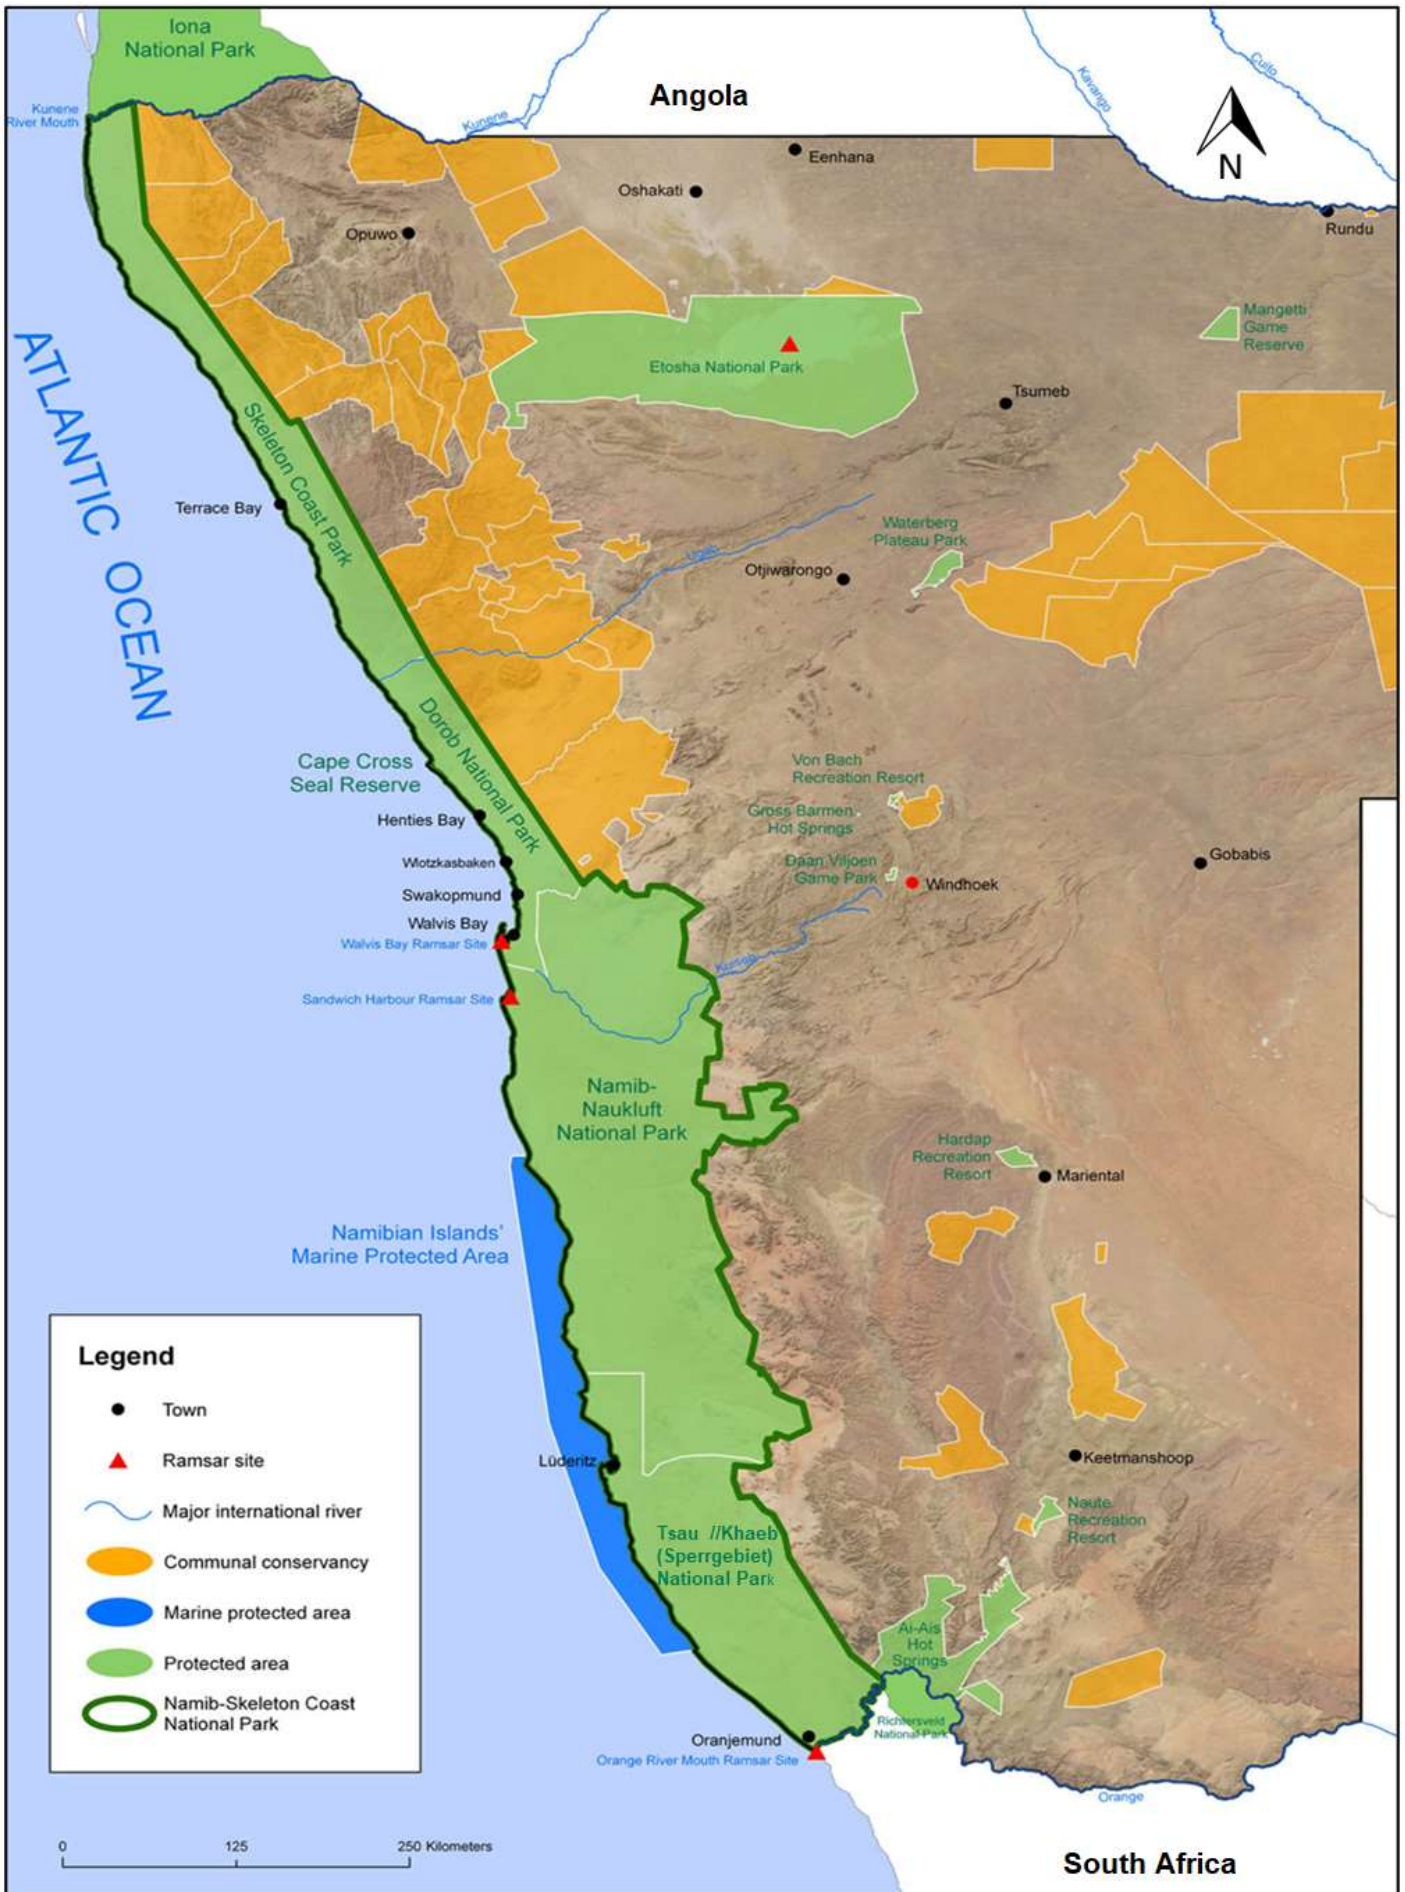 Iona
National Park
Angola
Kunene
River Mouth
Kunene
Kavango
Cuito
N
Eenhana
Oshakati
Opuwo
Rundu
Mangetti
Game
Reserve
Etosha National Park
Tsumeb
ATLANTIC OCEAN
Skeleton Coast Park
Terrace Bay
Waterberg
Plateau Park
Ugab
Otjiwarongo
Dorob National Park
Cape Cross
Seal Reserve
Von Bach
Recreation Resort
Henties Bay
Gross Barmen
Hot Springs
Wlotzkasbaken
Daan Viljoen
Game Park
Gobabis
Windhoek
Swakopmund
Walvis Bay
Walvis Bay Ramsar Site
Kuiseb
Sandwich Harbour Ramsar Site
Namib-
Naukluft
National Park
Hardap
Recreation
Resort
Mariental
Namibian Islands'
Marine Protected Area
Legend
Town
Ramsar site
Major international river
Communal conservancy
Marine protected area
Protected area
Namib-Skeleton Coast
National Park
Lüderitz
Keetmanshoop
Naute
Recreation
Resort
Tsau //Khaeb
(Sperrgebiet)
National Park
Ai-Ais
Hot
Springs
Richtersveld
National Park
Oranjemund
Orange River Mouth Ramsar Site
Orange
0 125 250 Kilometers
South Africa